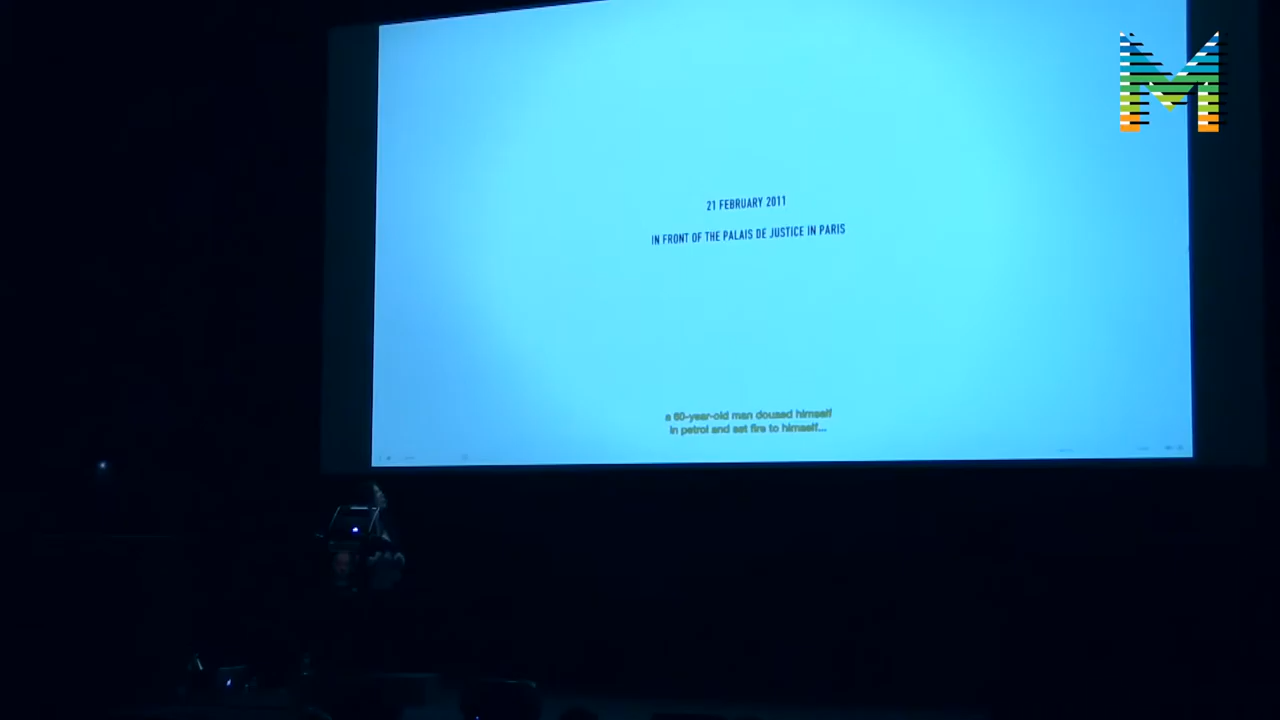 21 FEBRUARY 2011
IN FRONT OF THE PALAIS DE JUSTICE IN PARIS
a 60-year-old man doused himself
in petrol and set fire to himself...